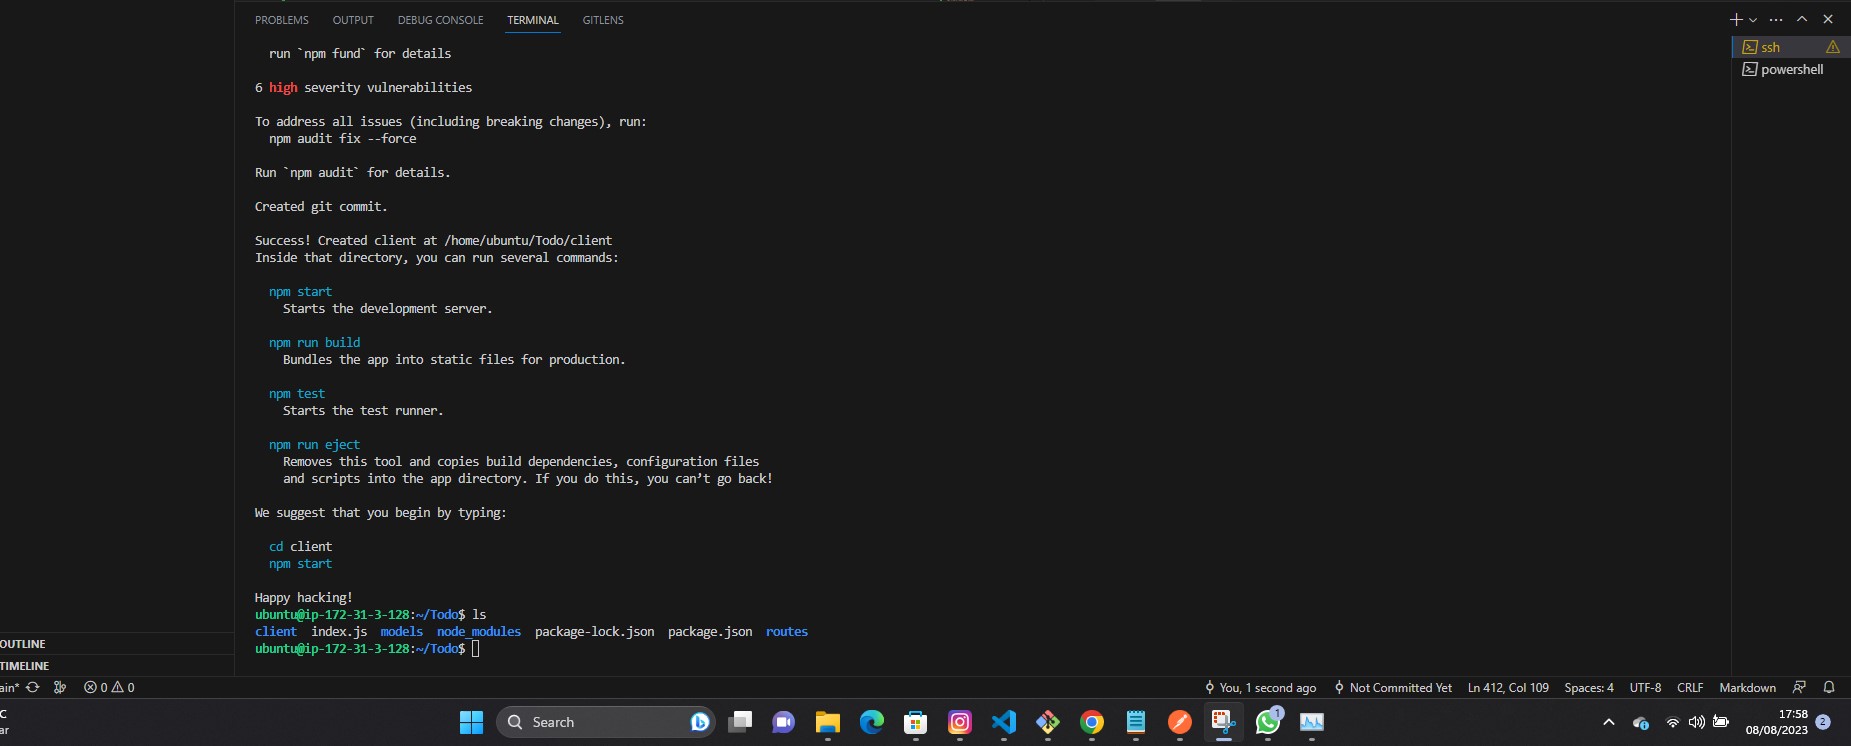 PROBLEMS OUTPUT DEBUG CONSOLE TERMINAL GITLENS
run `npm fund` for details
6 high severity vulnerabilities
To address all issues (including breaking changes), run:
npm audit fix --force
Run `npm audit` for details.
Created git commit.
Success! Created client at /home/ubuntu/Todo/client
Inside that directory, you can run several commands:
npm start
Starts the development server.
npm run build
Bundles the app into static files for production.
npm test
Starts the test runner.
npm run eject
Removes this tool and copies build dependencies, configuration files
and scripts into the app directory. If you do this, you can’t go back!
We suggest that you begin by typing:
cd client
npm start
Happy hacking!
ubuntu@ip-172-31-3-128:~/Todo$ ls
client index.js models node_modules package-lock.json package.json routes
ubuntu@ip-172-31-3-128:~/Todo$
ssh
powershell
OUTLINE
TIMELINE
ain* 0 0 You, 1 second ago Not Committed Yet Ln 412, Col 109 Spaces: 4 UTF-8 CRLF Markdown
C
ar
Search
1
17:58
08/08/2023
2